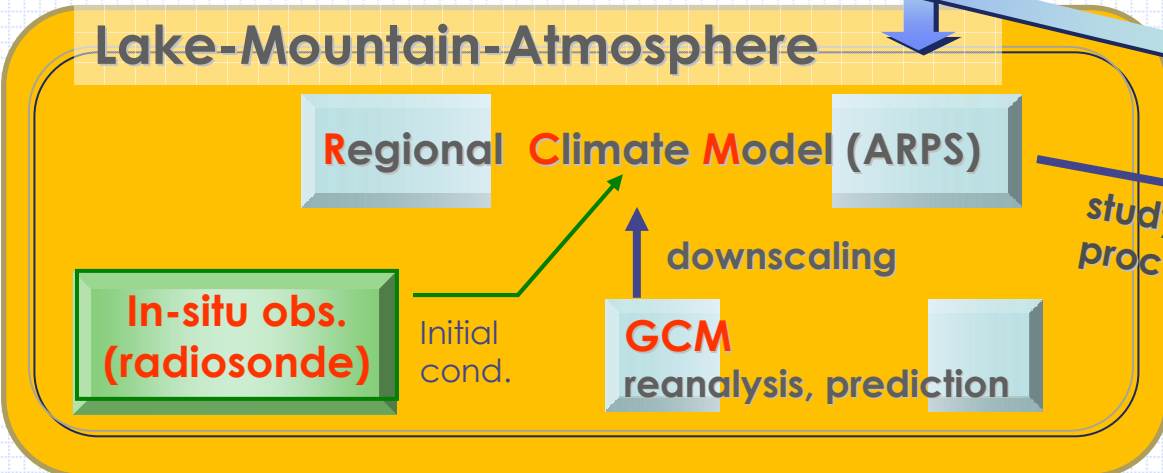 Lake-Mountain-Atmosphere
Regional Climate Model (ARPS)
downscaling
In-situ obs.
(radiosonde)
Initial
cond.
GCM
reanalysis, prediction